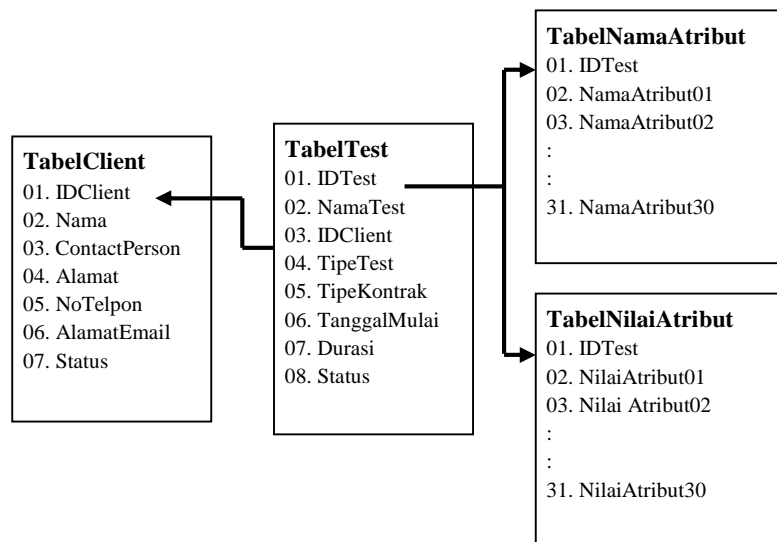 TabelClient
01. IDClient
02. Nama
03. ContactPerson
04. Alamat
05. NoTelpon
06. AlamatEmail
07. Status
TabelTest
01. IDTest
02. NamaTest
03. IDClient
04. TipeTest
05. TipeKontrak
06. TanggalMulai
07. Durasi
08. Status
TabelNamaAtribut
01. IDTest
02. NamaAtribut01
03. NamaAtribut02
:
:
31. NamaAtribut30
TabelNilaiAtribut
01. IDTest
02. NilaiAtribut01
03. Nilai Atribut02
:
:
31. NilaiAtribut30